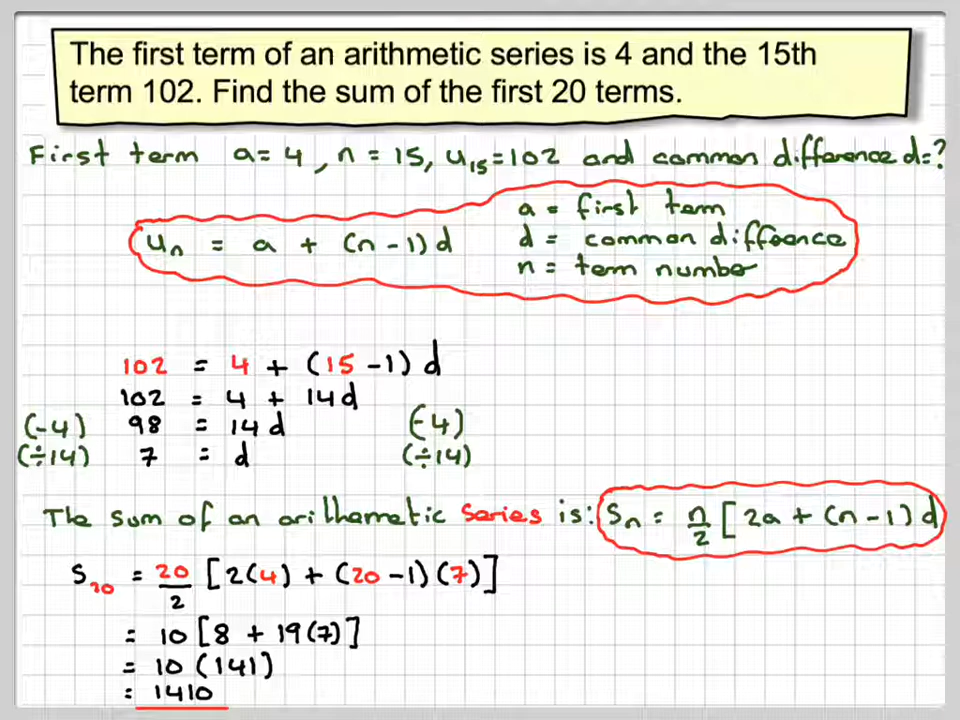 The first term of an arithmetic series is 4 and the 15th
term 102. Find the sum of the first 20 terms.
First term a = 4, n = 15, u₁₅ = 102 and common difference d = ?
uₙ = a + (n - 1) d
a = first term
d = common difference
n = term number
102 = 4 + (15 - 1) d
102 = 4 + 14d
(-4) 98 = 14d (-4)
(÷14) 7 = d (÷14)
The sum of an arithametic series is: Sₙ = n/2 [2a + (n - 1) d
S₂₀ = 20/2 [2(4) + (20 - 1)(7)]
= 10 [8 + 19(7)]
= 10 (141)
= 1410